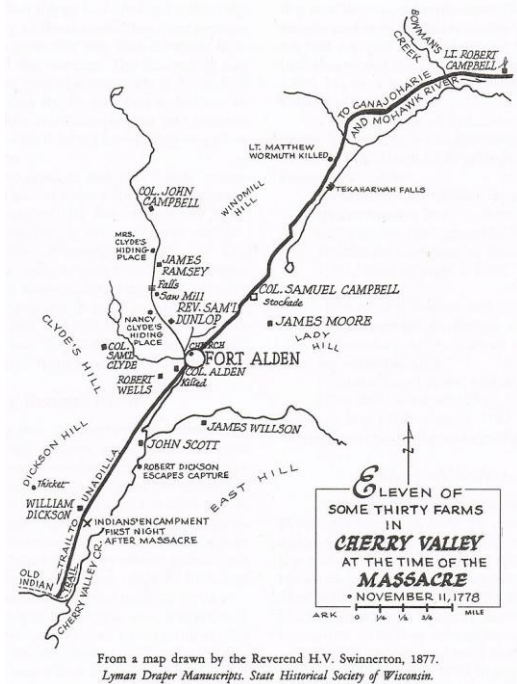 BOWMAN'S
CREEK
LT. ROBERT
CAMPBELL
TO CANAJOHARIE
AND MOHAWK RIVER
LT. MATTHEW
WORMUTH KILLED
TEKAHARWAH FALLS
WINDMILL
HILL
COL. JOHN
CAMPBELL
MRS.
CLYDE'S
HIDING
PLACE
JAMES
RAMSEY
Falls
Saw Mill
REV. SAM'L
DUNLOP
NANCY
CLYDE'S
HIDING
PLACE
COL. SAMUEL CAMPBELL
Stockade
JAMES MOORE
LADY
HILL
CLYDE'S
HILL
COL.
SAM'L
CLYDE
CHURCH
FORT ALDEN
COL. ALDEN
Killed
ROBERT
WELLS
JAMES WILLSON
DICKSON HILL
JOHN SCOTT
ROBERT DICKSON
ESCAPES CAPTURE
EAST HILL
Thicket
WILLIAM
DICKSON
TRAIL TO UNADILLA
INDIANS' ENCAMPMENT
FIRST NIGHT
AFTER MASSACRE
OLD
INDIAN
TRAIL
CHERRY VALLEY CR.
N
ELEVEN OF
SOME THIRTY FARMS
IN
CHERRY VALLEY
AT THE TIME OF THE
MASSACRE
• NOVEMBER 11, 1778
ARK
0 1/4 1/2 3/4 MILE
From a map drawn by the Reverend H.V. Swinnerton, 1877.
Lyman Draper Manuscripts. State Historical Society of Wisconsin.